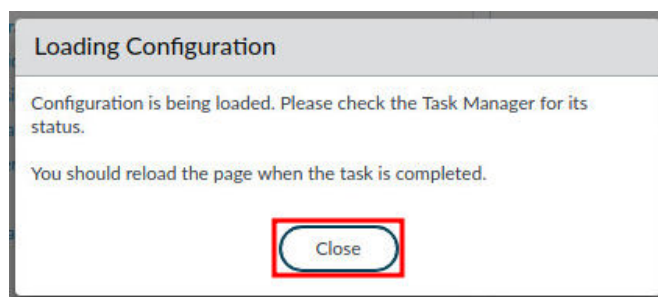 Loading Configuration
Configuration is being loaded. Please check the Task Manager for its
status.
You should reload the page when the task is completed.
Close